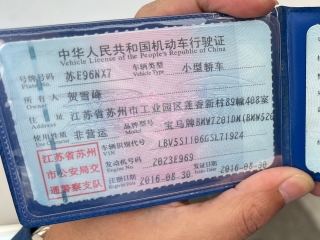 中华人民共和国机动车行驶证
Vehicle License of the People's Republic of China
号牌号码 苏E96NX7 车辆类型 小型轿车
Plate No. Vehicle Type
所有人 贺雪峰
Owner
住址 江苏省苏州市工业园区莲香新村89幢408室
Address
使用性质 非营运 品牌型号 宝马牌BMW7201DM(BMW526
Use Character Model
江苏省苏州 车辆识别代号 LBV5S1106GSL71924
VIN
市公安局交 发动机号码 Z023E969
Engine No.
通警察支队 注册日期 2016-08-30 发证日期 2016-08-30
Register Date Issue Date